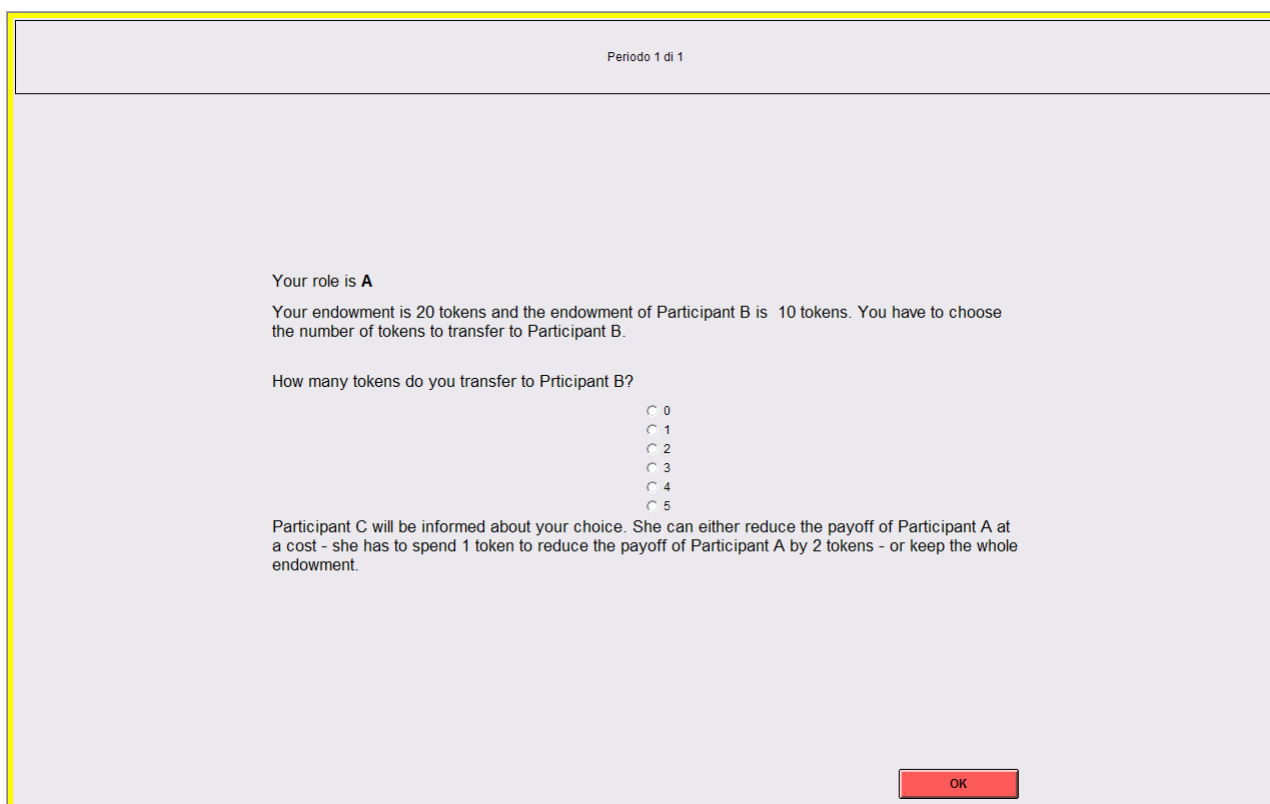 Periodo 1 di 1
Your role is A
Your endowment is 20 tokens and the endowment of Participant B is 10 tokens. You have to choose
the number of tokens to transfer to Participant B.
How many tokens do you transfer to Prticipant B?
0
1
2
3
4
5
Participant C will be informed about your choice. She can either reduce the payoff of Participant A at
a cost - she has to spend 1 token to reduce the payoff of Participant A by 2 tokens - or keep the whole
endowment.
OK